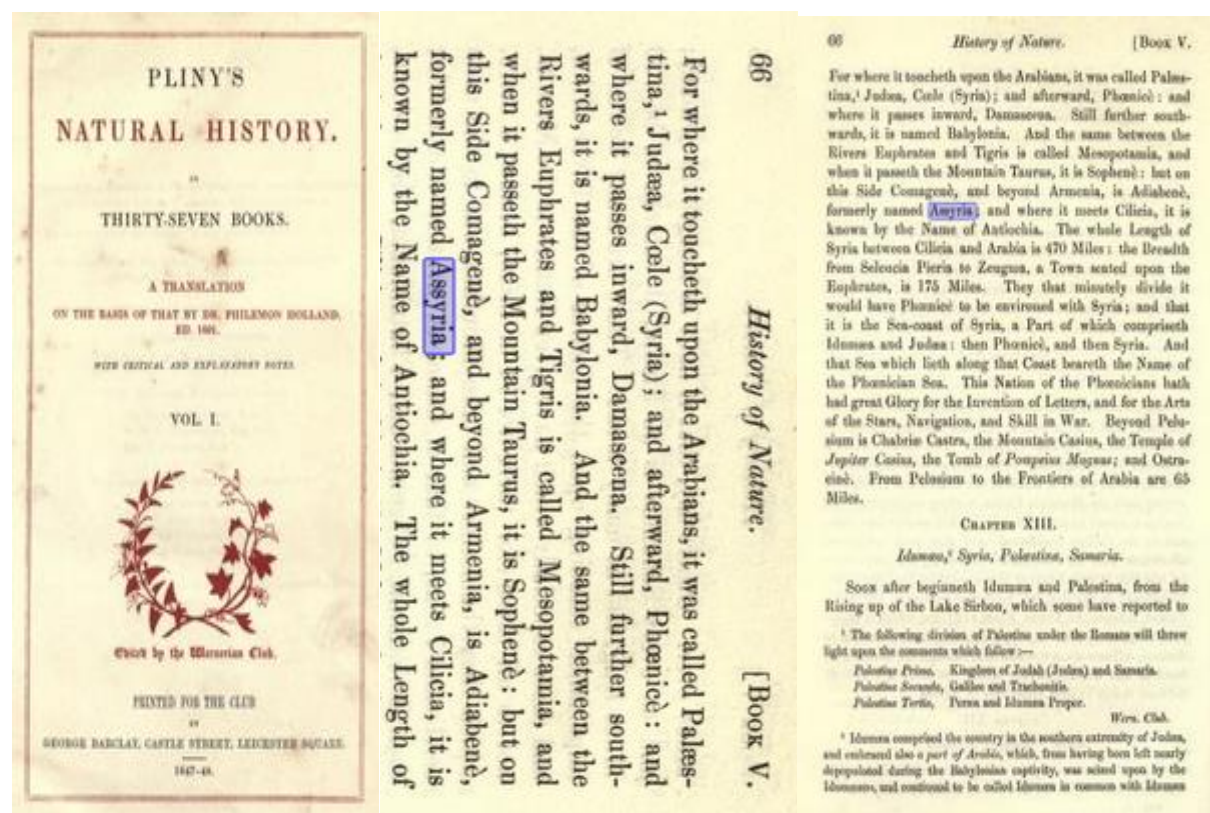 PLINY'S
NATURAL HISTORY.
IN
THIRTY-SEVEN BOOKS.
A TRANSLATION
ON THE BASIS OF THAT BY DR. PHILEMON HOLLAND,
ED. 1601.
WITH CRITICAL AND EXPLANATORY NOTES.
VOL. I.
Edited by the Wernerian Club.
PRINTED FOR THE CLUB
BY
GEORGE BARCLAY, CASTLE STREET, LEICESTER SQUARE.
1847-48.
66 History of Nature. [BOOK V.
For where it toucheth upon the Arabians, it was called Palæs-
tina,¹ Judæa, Cœle (Syria); and afterward, Phœnicè: and
where it passes inward, Damascena. Still further south-
wards, it is named Babylonia. And the same between the
Rivers Euphrates and Tigris is called Mesopotamia, and
when it passeth the Mountain Taurus, it is Sophenè: but on
this Side Comagenè, and beyond Armenia, is Adiabenè,
formerly named Assyria; and where it meets Cilicia, it is
known by the Name of Antiochia. The whole Length of
66 History of Nature. [BOOK V.
For where it toucheth upon the Arabians, it was called Palæs-
tina,¹ Judæa, Cœle (Syria); and afterward, Phœnicè: and
where it passes inward, Damascena. Still further south-
wards, it is named Babylonia. And the same between the
Rivers Euphrates and Tigris is called Mesopotamia, and
when it passeth the Mountain Taurus, it is Sophenè: but on
this Side Comagenè, and beyond Armenia, is Adiabenè,
formerly named Assyria; and where it meets Cilicia, it is
known by the Name of Antiochia. The whole Length of
Syria between Cilicia and Arabia is 470 Miles: the Breadth
from Seleucia Pieria to Zeugma, a Town seated upon the
Euphrates, is 175 Miles. They that minutely divide it
would have Phœnicè to be environed with Syria; and that
it is the Sea-coast of Syria, a Part of which compriseth
Idumæa and Judæa: then Phœnicè, and then Syria. And
that Sea which lieth along that Coast beareth the Name of
the Phœnician Sea. This Nation of the Phœnicians hath
had great Glory for the Invention of Letters, and for the Arts
of the Stars, Navigation, and Skill in War. Beyond Pelu-
sium is Chabriæ Castra, the Mountain Casius, the Temple of
Jupiter Casius, the Tomb of Pompeius Magnus; and Ostra-
cinè. From Pelusium to the Frontiers of Arabia are 65
Miles.
CHAPTER XIII.
Idumæa,² Syria, Palæstina, Samaria.
SOON after beginneth Idumæa and Palestina, from the
Rising up of the Lake Sirbon, which some have reported to
¹ The following division of Palestine under the Romans will throw
light upon the comments which follow:—
Palestina Prima, Kingdom of Judah (Judæa) and Samaria.
Palestina Secunda, Galilee and Trachonitis.
Palestina Tertia, Peræa and Idumæa Proper.
Wern. Club.
² Idumæa comprised the country in the southern extremity of Judæa,
and embraced also a part of Arabia, which, from having been left nearly
depopulated during the Babylonian captivity, was seized upon by the
Idumæans, and continued to be called Idumæa in common with Idumæa